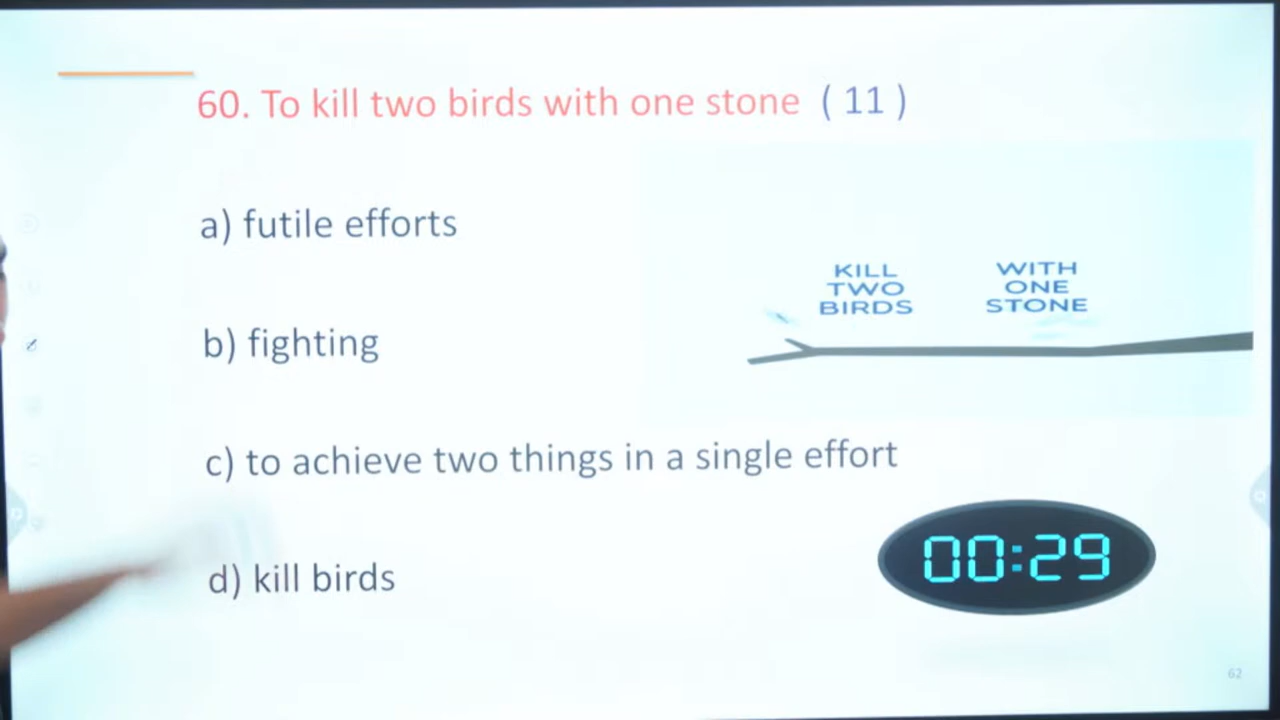 60. To kill two birds with one stone ( 11 )
a) futile efforts
KILL
TWO
BIRDS
WITH
ONE
STONE
b) fighting
c) to achieve two things in a single effort
00:29
d) kill birds
62